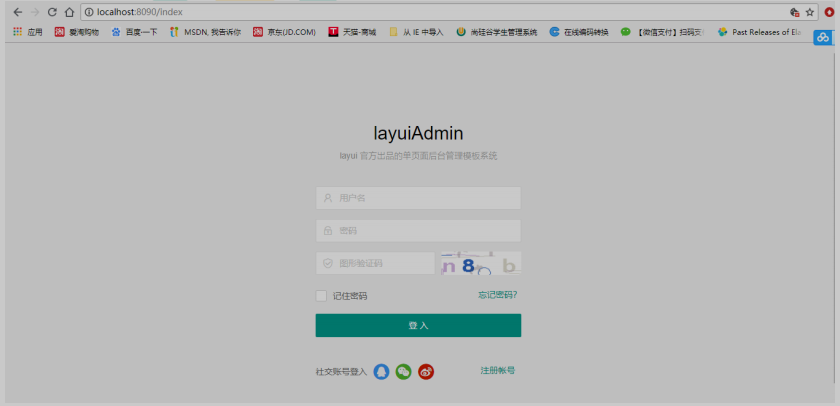 localhost:8090/index
应用 爱淘购物 百度一下 MSDN, 我告诉你 京东(JD.COM) 天猫-商城 从 IE 中导入 尚硅谷学生管理系统 在线编码转换 【微信支付】扫码支 Past Releases of Ela
layuiAdmin
layui 官方出品的单页面后台管理模板系统
用户名
密码
图形验证码 n 8 b
记住密码 忘记密码?
登 入
社交账号登入 注册帐号